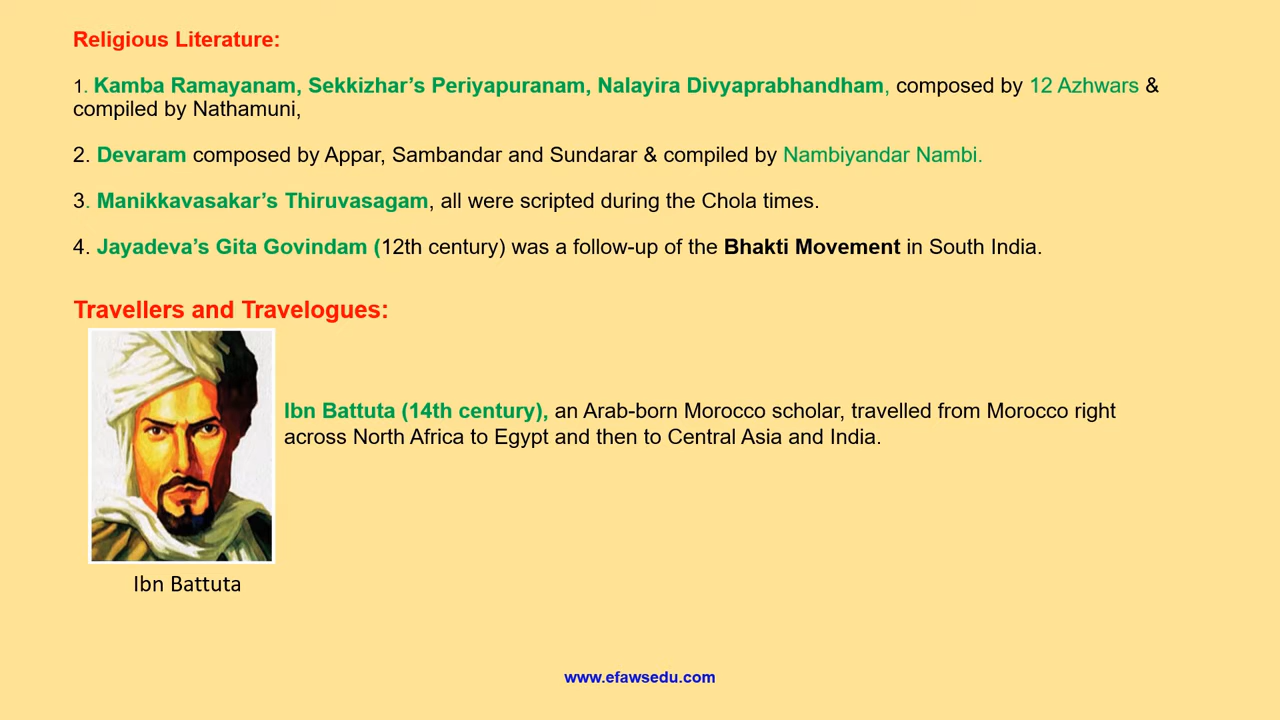 Religious Literature:
1. Kamba Ramayanam, Sekkizhar’s Periyapuranam, Nalayira Divyaprabhandham, composed by 12 Azhwars &
compiled by Nathamuni,
2. Devaram composed by Appar, Sambandar and Sundarar & compiled by Nambiyandar Nambi.
3. Manikkavasakar’s Thiruvasagam, all were scripted during the Chola times.
4. Jayadeva’s Gita Govindam (12th century) was a follow-up of the Bhakti Movement in South India.
Travellers and Travelogues:
Ibn Battuta (14th century), an Arab-born Morocco scholar, travelled from Morocco right
across North Africa to Egypt and then to Central Asia and India.
Ibn Battuta
www.efawsedu.com